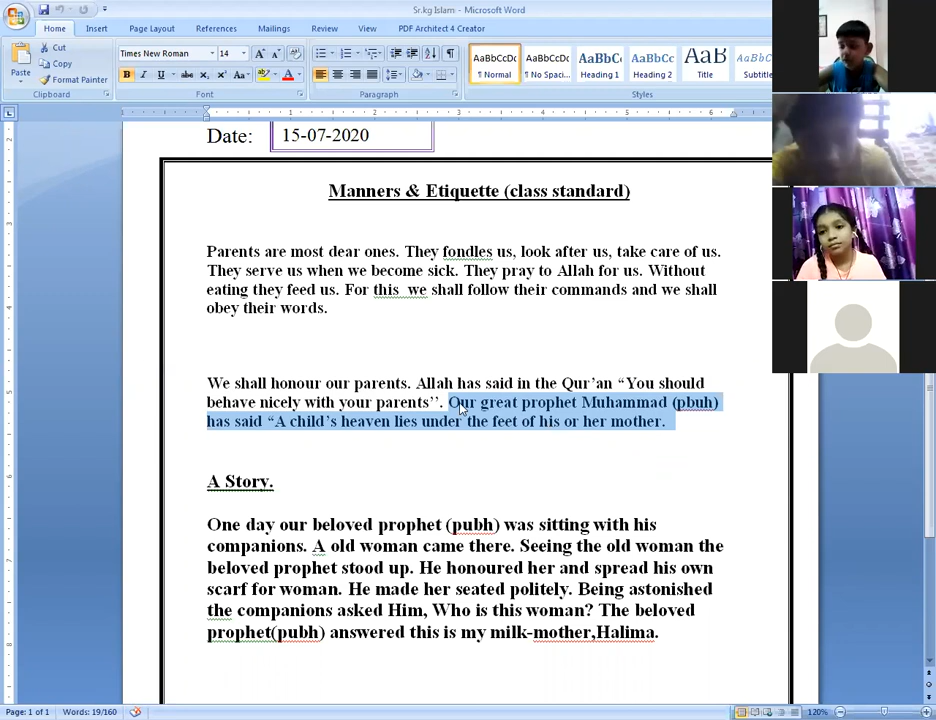 Sr.kg Islam - Microsoft Word
Home Insert Page Layout References Mailings Review View PDF Architect 4 Creator
Paste Cut Copy Format Painter Clipboard
Times New Roman 14 Font
Paragraph
AaBbCcDc ¶ Normal AaBbCcDc ¶ No Spaci... AaBbC Heading 1 AaBbCc Heading 2 AaB Title AaBbCc Subtitle Styles
Date: 15-07-2020
Manners & Etiquette (class standard)
Parents are most dear ones. They fondles us, look after us, take care of us.
They serve us when we become sick. They pray to Allah for us. Without
eating they feed us. For this we shall follow their commands and we shall
obey their words.
We shall honour our parents. Allah has said in the Qur’an “You should
behave nicely with your parents’’. Our great prophet Muhammad (pbuh)
has said “A child’s heaven lies under the feet of his or her mother.
A Story.
One day our beloved prophet (pubh) was sitting with his
companions. A old woman came there. Seeing the old woman the
beloved prophet stood up. He honoured her and spread his own
scarf for woman. He made her seated politely. Being astonished
the companions asked Him, Who is this woman? The beloved
prophet(pubh) answered this is my milk-mother,Halima.
Page: 1 of 1 Words: 19/160 120%